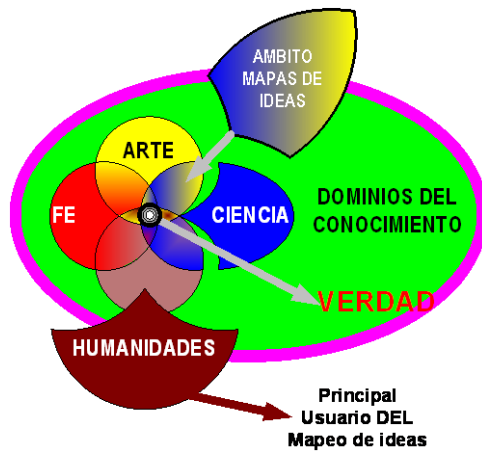 AMBITO
MAPAS DE
IDEAS
ARTE
FE
CIENCIA
DOMINIOS DEL
CONOCIMIENTO
VERDAD
HUMANIDADES
Principal
Usuario DEL
Mapeo de ideas